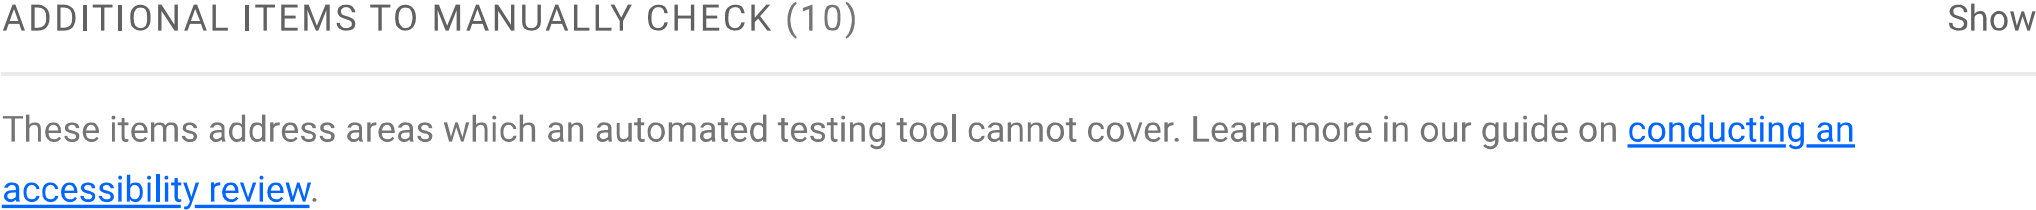 ADDITIONAL ITEMS TO MANUALLY CHECK (10) Show
These items address areas which an automated testing tool cannot cover. Learn more in our guide on conducting an
accessibility review.